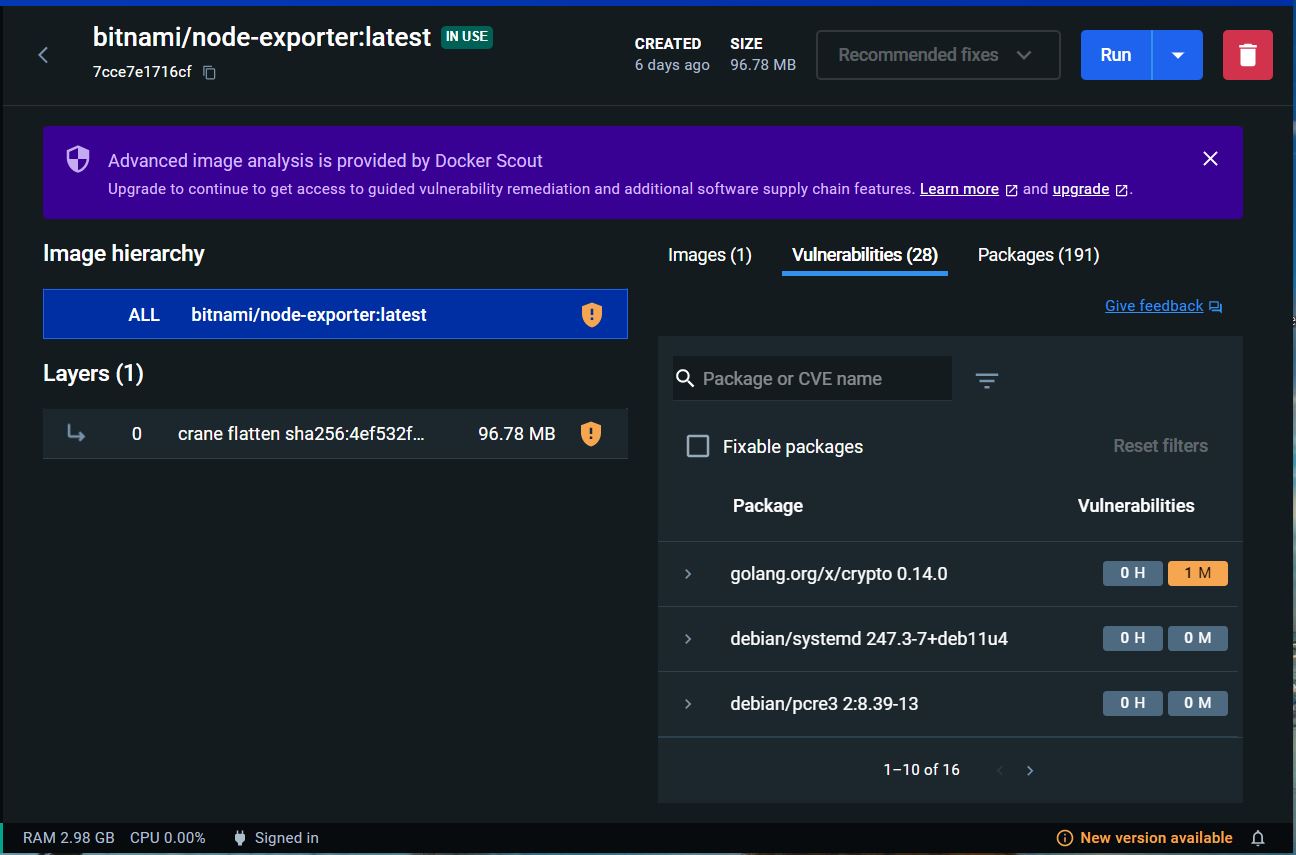 bitnami/node-exporter:latest IN USE
7cce7e1716cf
CREATED
6 days ago
SIZE
96.78 MB
Recommended fixes
Run
Advanced image analysis is provided by Docker Scout
Upgrade to continue to get access to guided vulnerability remediation and additional software supply chain features. Learn more and upgrade .
Image hierarchy
ALL bitnami/node-exporter:latest
Layers (1)
0 crane flatten sha256:4ef532f... 96.78 MB
Images (1) Vulnerabilities (28) Packages (191)
Give feedback
Package or CVE name
Fixable packages Reset filters
Package Vulnerabilities
golang.org/x/crypto 0.14.0 0 H 1 M
debian/systemd 247.3-7+deb11u4 0 H 0 M
debian/pcre3 2:8.39-13 0 H 0 M
1–10 of 16
RAM 2.98 GB CPU 0.00% Signed in New version available